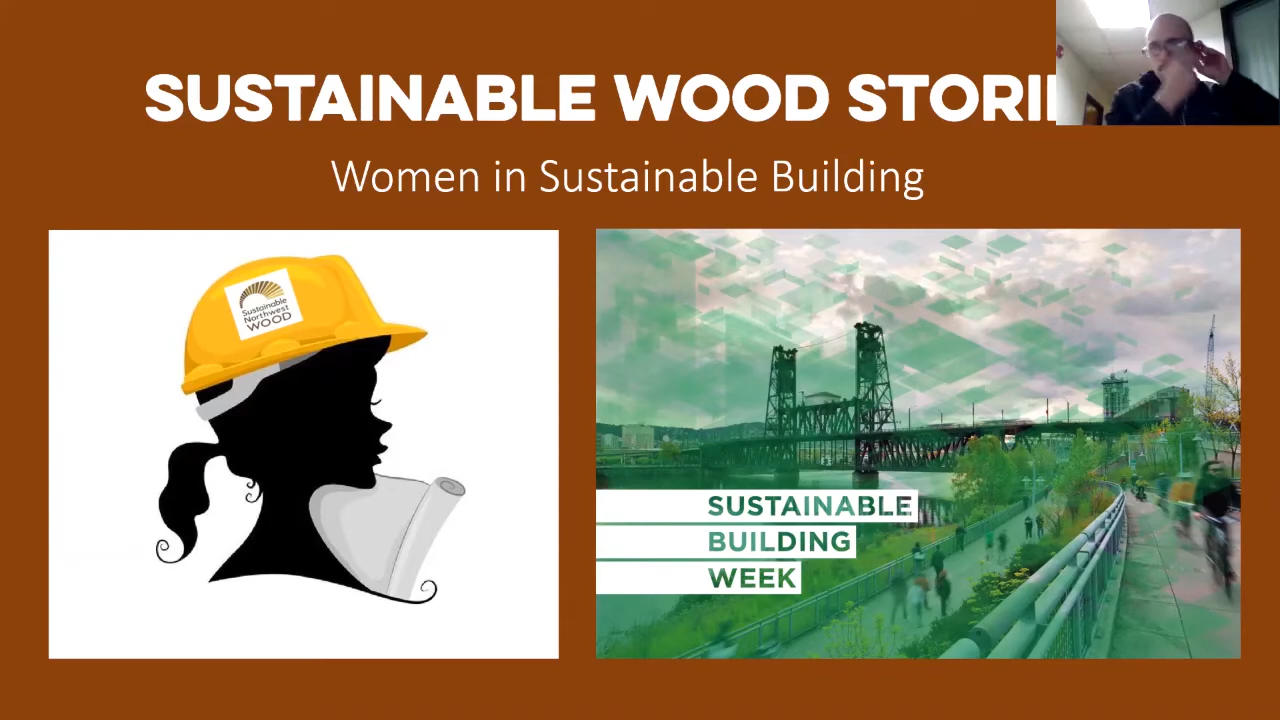 SUSTAINABLE WOOD STORI
Women in Sustainable Building
Sustainable
Northwest
WOOD
SUSTAINABLE
BUILDING
WEEK